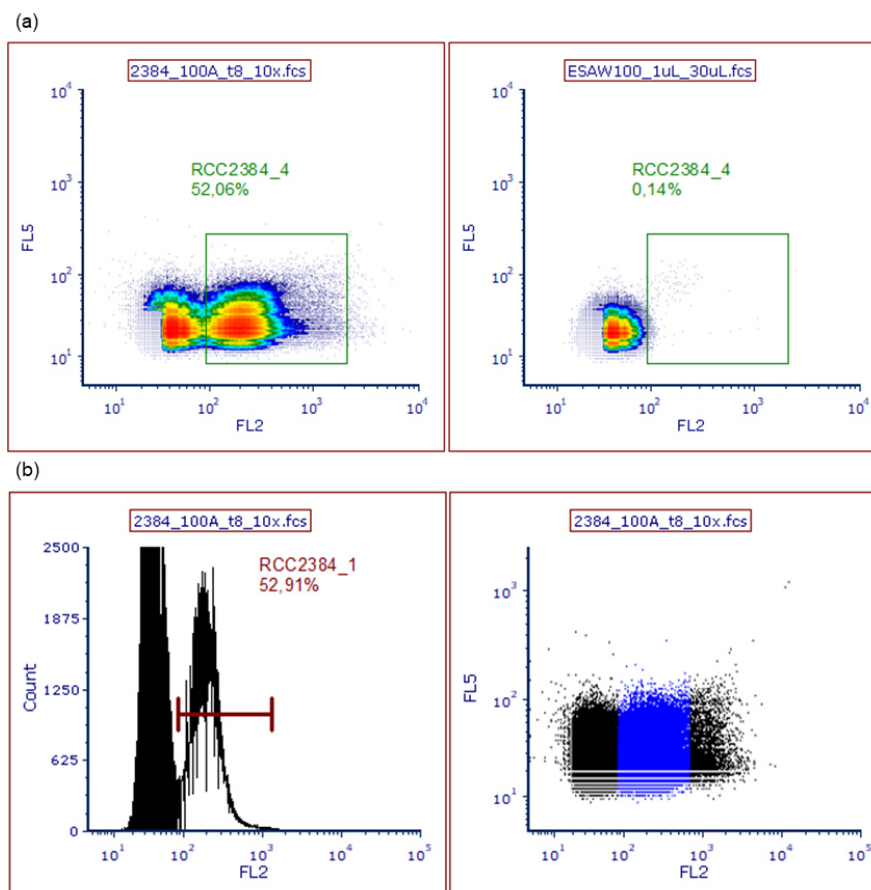 (a)
2384_100A_t8_10x.fcs
10⁴
10³
10²
10¹
FL5
RCC2384_4
52,06%
10¹ 10² 10³ 10⁴
FL2
ESAW100_1uL_30uL.fcs
10⁴
10³
10²
10¹
FL5
RCC2384_4
0,14%
10¹ 10² 10³ 10⁴
FL2
(b)
2384_100A_t8_10x.fcs
2500
1875
1250
625
0
Count
RCC2384_1
52,91%
10¹ 10² 10³ 10⁴ 10⁵
FL2
2384_100A_t8_10x.fcs
10³
10²
10¹
FL5
10¹ 10² 10³ 10⁴ 10⁵
FL2